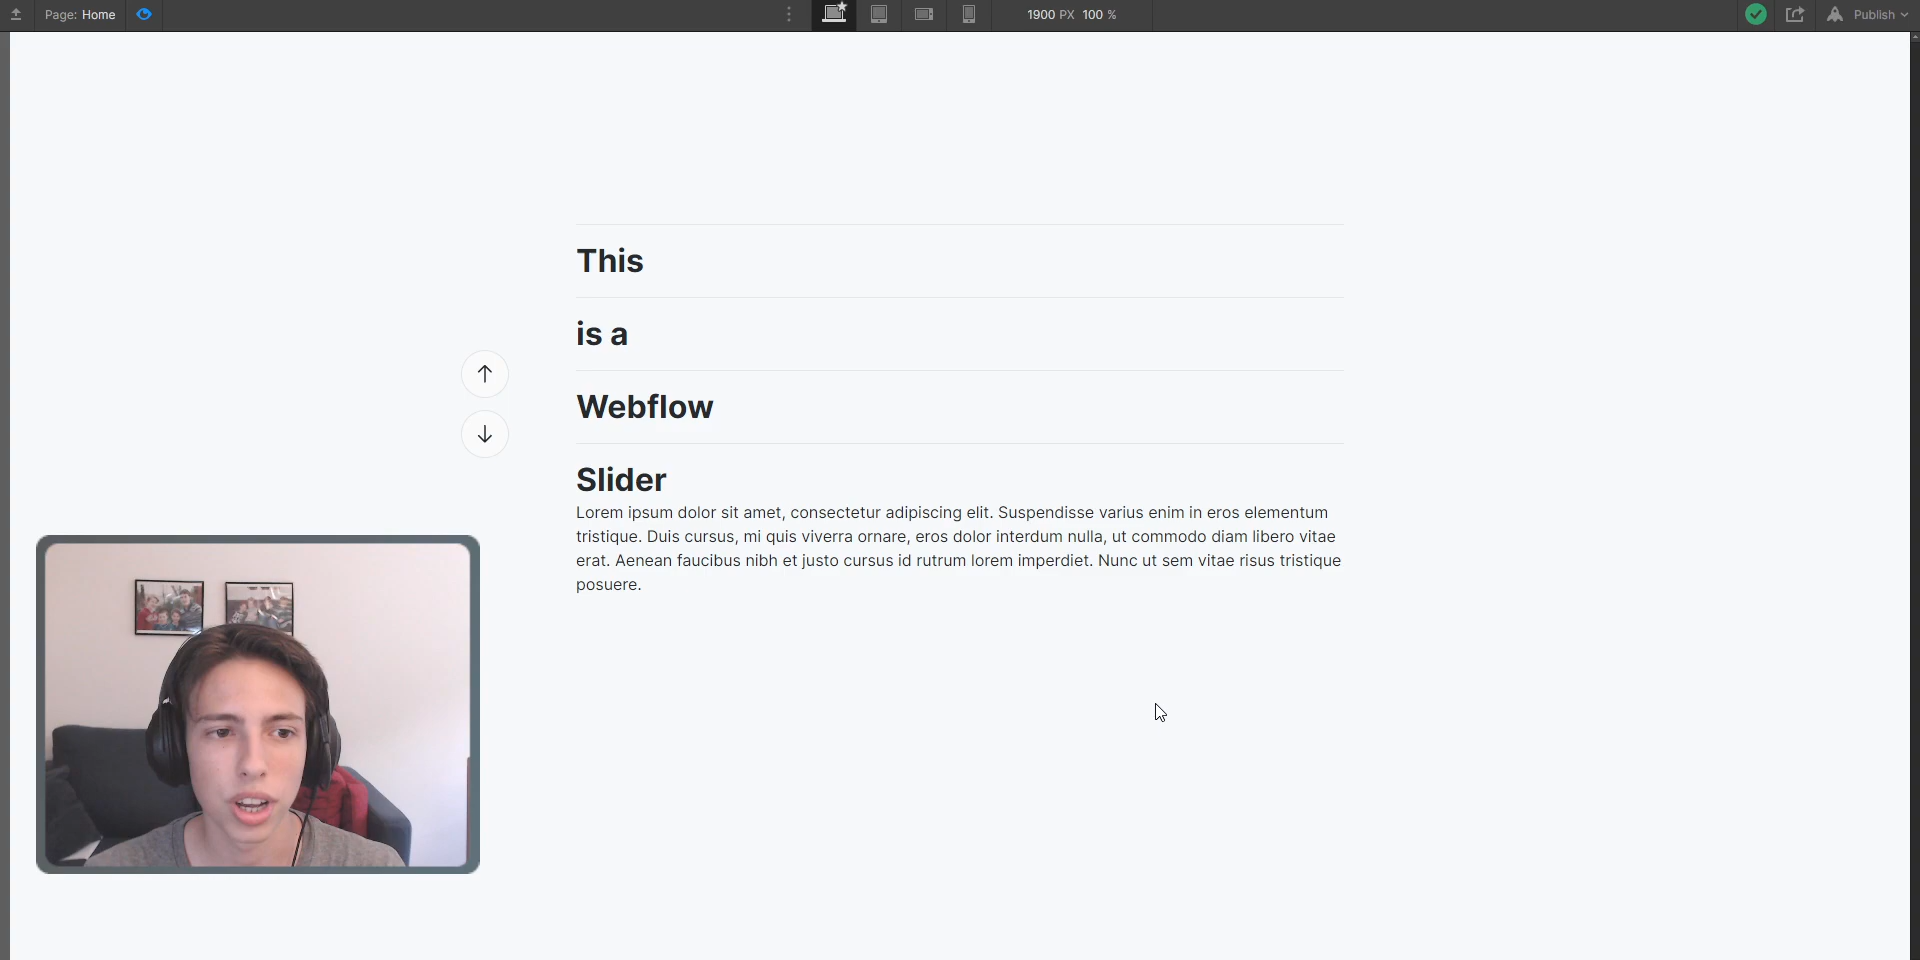 Page: Home
1900 PX 100 %
Publish
This
is a
Webflow
Slider
Lorem ipsum dolor sit amet, consectetur adipiscing elit. Suspendisse varius enim in eros elementum
tristique. Duis cursus, mi quis viverra ornare, eros dolor interdum nulla, ut commodo diam libero vitae
erat. Aenean faucibus nibh et justo cursus id rutrum lorem imperdiet. Nunc ut sem vitae risus tristique
posuere.